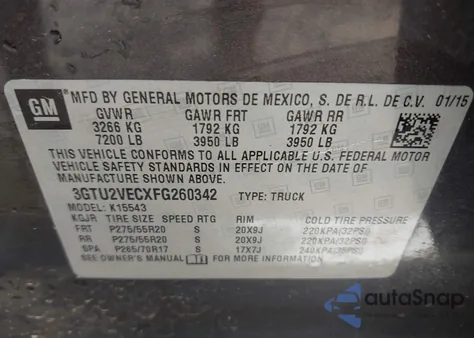 GM
MFD BY GENERAL MOTORS DE MEXICO, S. DE R.L. DE C.V. 01/15
GVWR GAWR FRT GAWR RR
3266 KG 1792 KG 1792 KG
7200 LB 3950 LB 3950 LB
THIS VEHICLE CONFORMS TO ALL APPLICABLE U.S. FEDERAL MOTOR
VEHICLE SAFETY STANDARDS IN EFFECT ON THE DATE OF
MANUFACTURE SHOWN ABOVE.
3GTU2VECXFG260342 TYPE: TRUCK
MODEL: K15543
KQJR TIRE SIZE SPEED RTG RIM COLD TIRE PRESSURE
FRT P275/55R20 S 20X9J 220KPA(32PSI)
RR P275/55R20 S 20X9J 220KPA(32PSI)
SPA P265/70R17 S 17X7J 240KPA(35PSI)
SEE OWNER'S MANUAL FOR MORE INFORMATION.
autoSnap